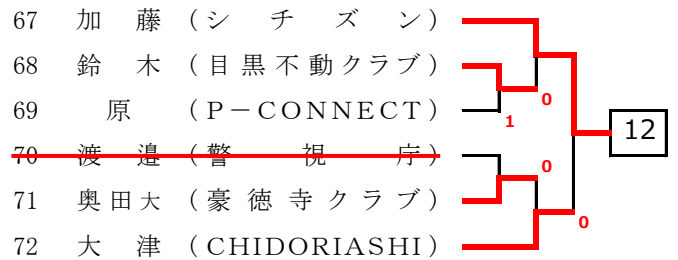 67 加 藤 (シ チ ズ ン)
68 鈴 木 (目黒不動クラブ)
69 原 (P-CONNECT)
70 渡 邉 (警 視 庁)
71 奥田大 (豪徳寺クラブ)
72 大 津 (CHIDORIASHI)
0
1
12
0
0